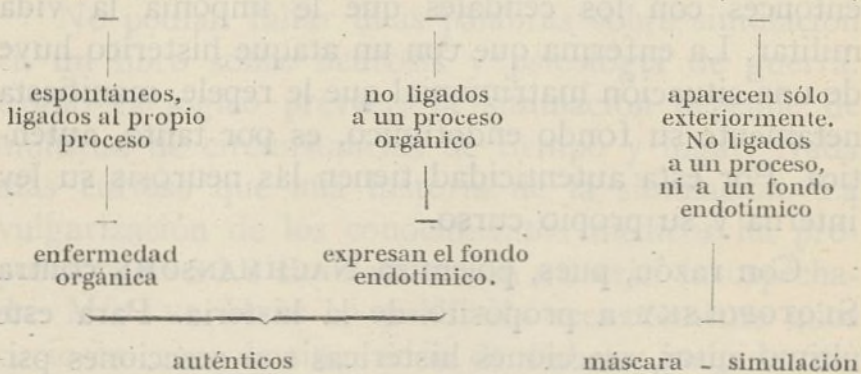 espontáneos,
ligados al propio
proceso
no ligados
a un proceso
orgánico
aparecen sólo
exteriormente.
No ligados
a un proceso,
ni a un fondo
endotímico
enfermedad
orgánica
expresan el fondo
endotímico.
auténticos
máscara - simulación